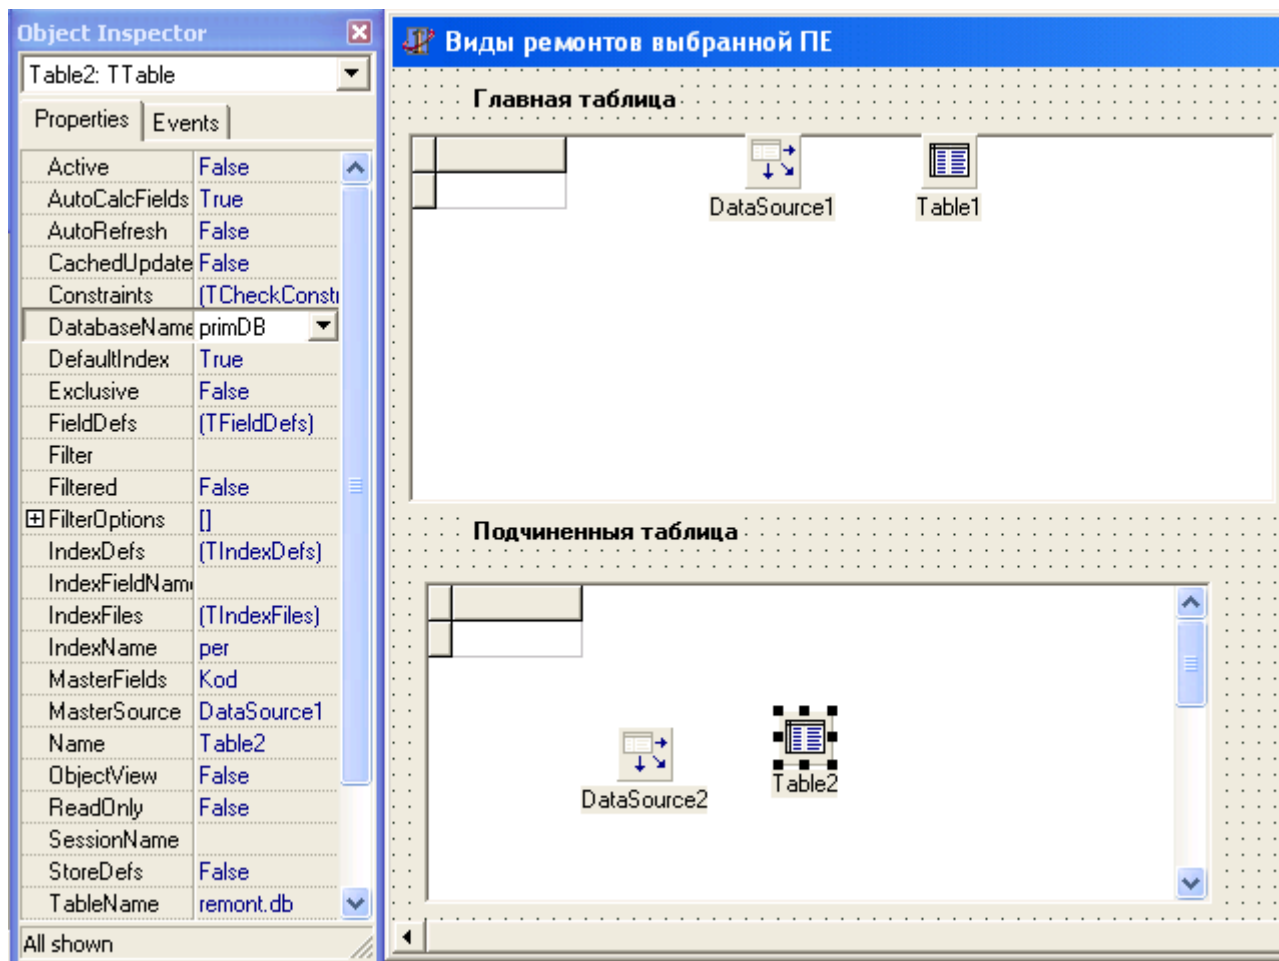 Object Inspector
Table2: TTable
Properties Events
Active False
AutoCalcFields True
AutoRefresh False
CachedUpdate False
Constraints (TCheckConstr
DatabaseName primDB
DefaultIndex True
Exclusive False
FieldDefs (TFieldDefs)
Filter
Filtered False
FilterOptions []
IndexDefs (TIndexDefs)
IndexFieldNam
IndexFiles (TIndexFiles)
IndexName per
MasterFields Kod
MasterSource DataSource1
Name Table2
ObjectView False
ReadOnly False
SessionName
StoreDefs False
TableName remont.db
All shown
Виды ремонтов выбранной ПЕ
Главная таблица
DataSource1 Table1
Подчиненныя таблица
DataSource2 Table2